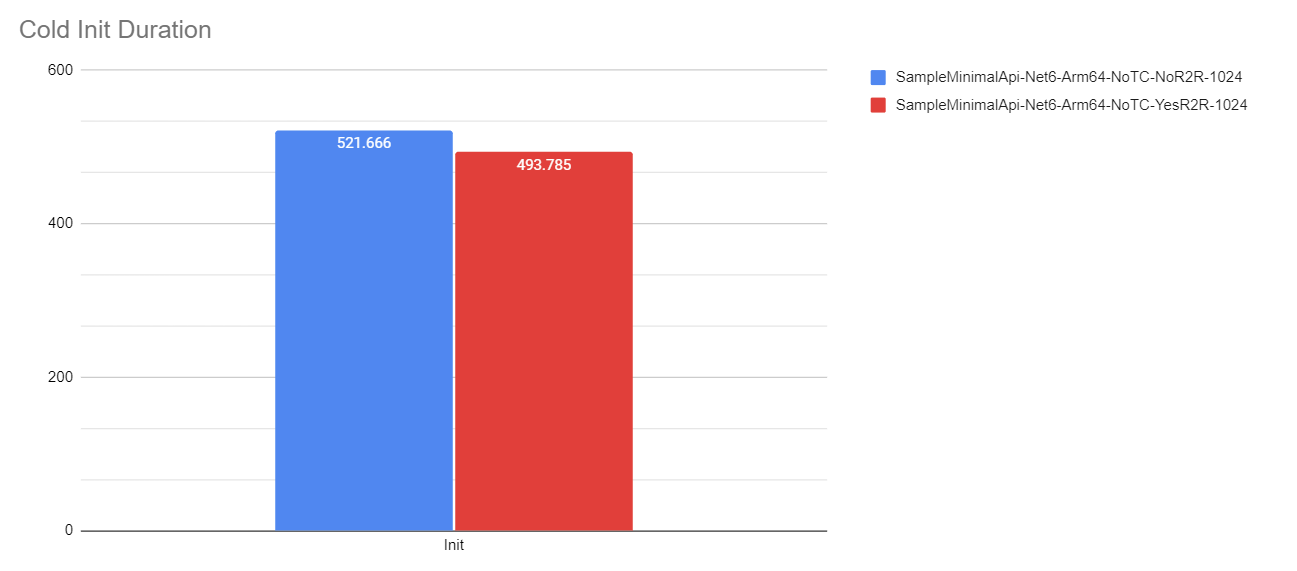 Cold Init Duration
600
400
200
0
521.666
493.785
Init
SampleMinimalApi-Net6-Arm64-NoTC-NoR2R-1024
SampleMinimalApi-Net6-Arm64-NoTC-YesR2R-1024